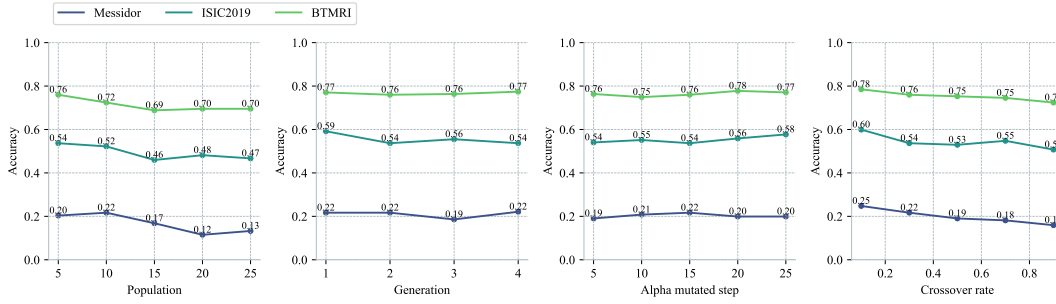 Messidor ISIC2019 BTMRI
1.0 1.0 1.0 1.0
0.76 0.72 0.69 0.70 0.70 0.77 0.76 0.76 0.77 0.76 0.75 0.76 0.78 0.77 0.78 0.76 0.75 0.75
0.8 0.8 0.8 0.8
0.54 0.52 0.46 0.48 0.47 0.59 0.54 0.56 0.54 0.54 0.55 0.54 0.56 0.58 0.60 0.54 0.53 0.55
0.6 0.6 0.6 0.6
Accuracy Accuracy Accuracy Accuracy
0.4 0.4 0.4 0.4
0.20 0.22 0.17 0.12 0.13 0.22 0.22 0.19 0.22 0.19 0.21 0.22 0.20 0.20 0.25 0.22 0.19 0.18
0.2 0.2 0.2 0.2
0.0 0.0 0.0 0.0
5 10 15 20 25 1 2 3 4 5 10 15 20 25 0.2 0.4 0.6 0.8
Population Generation Alpha mutated step Crossover rate